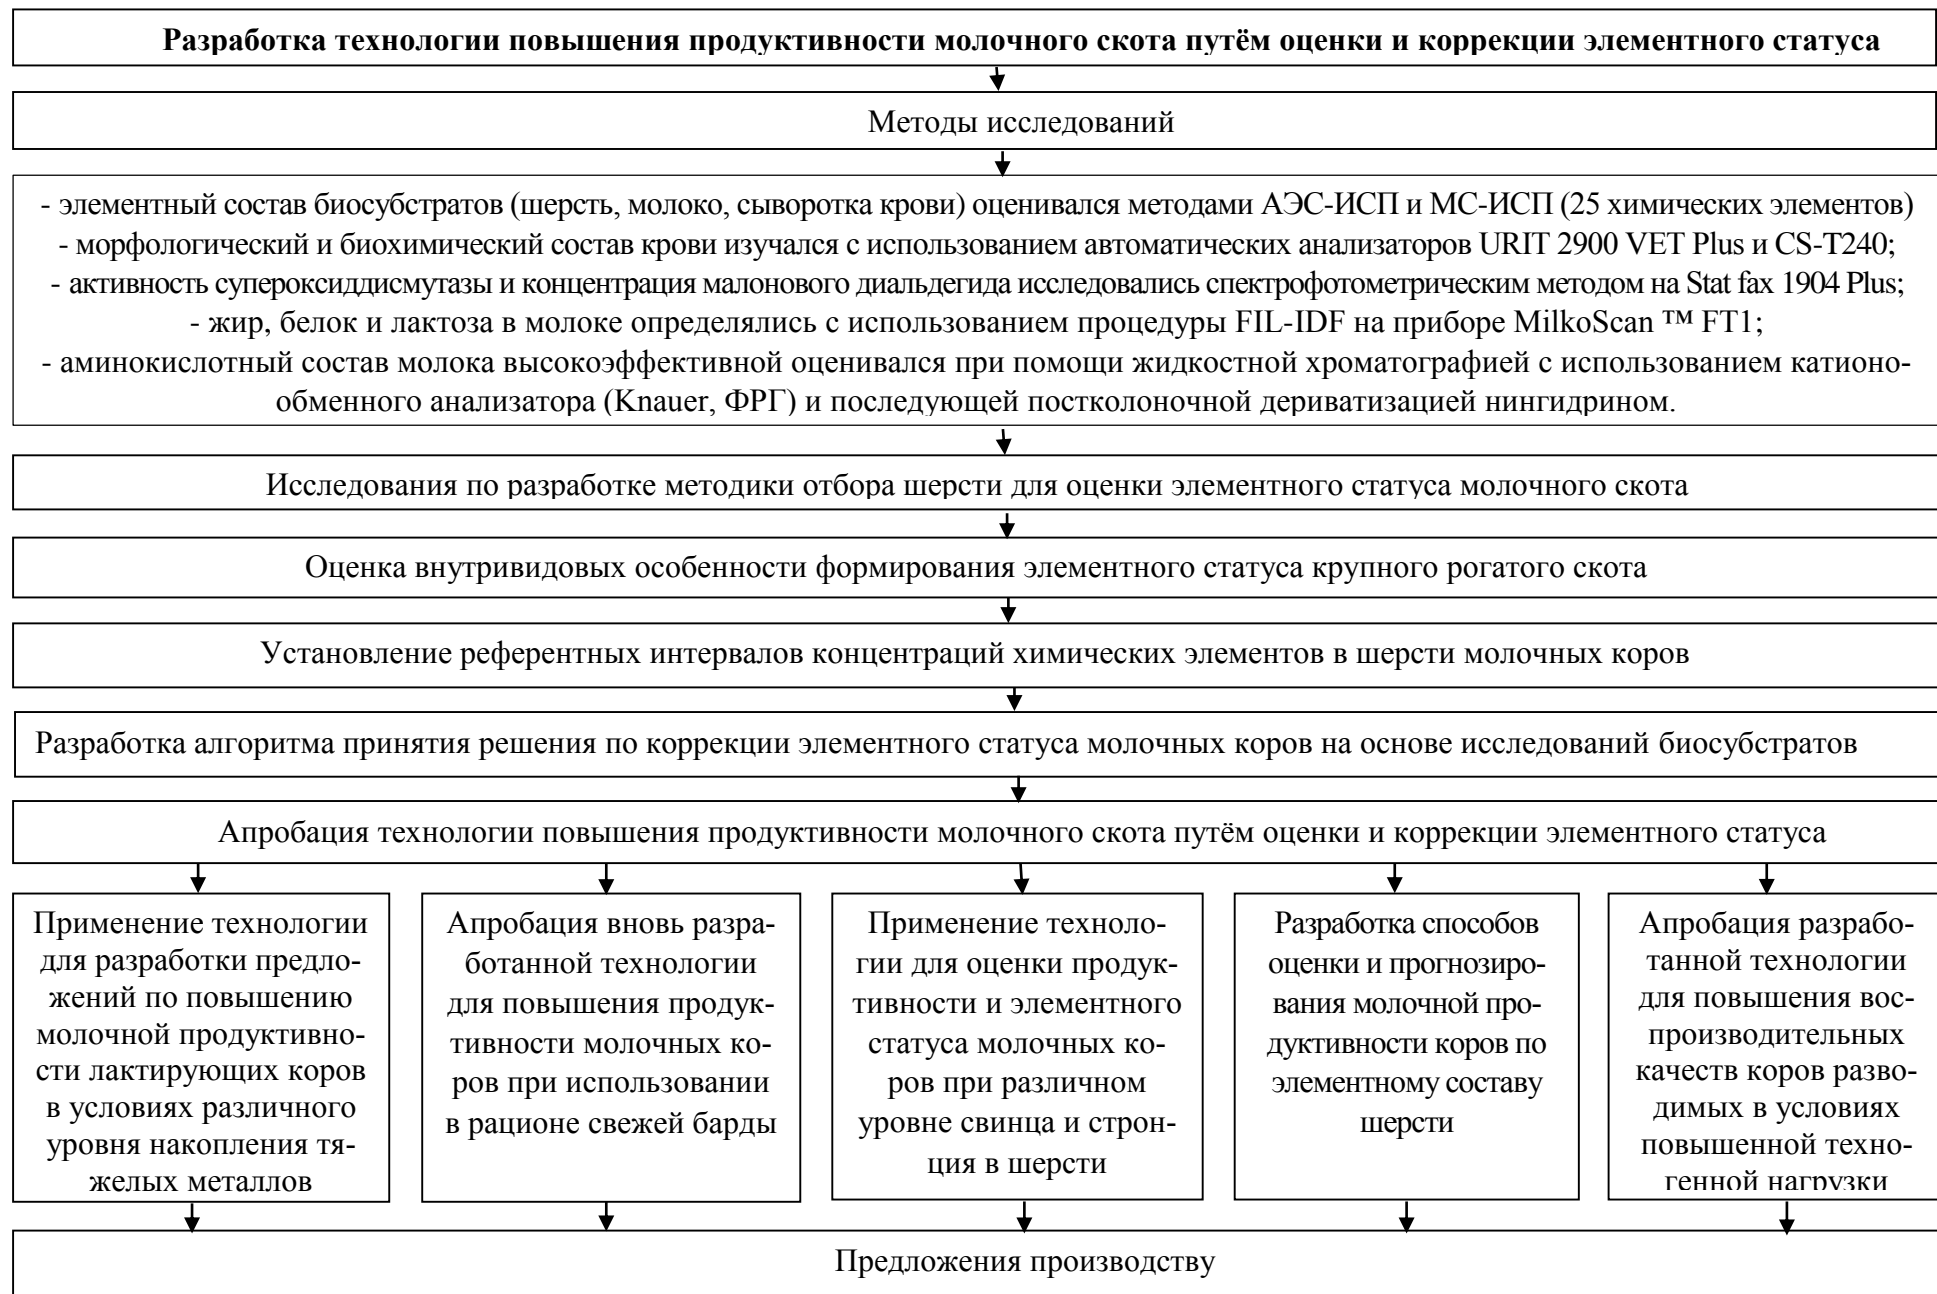 Разработка технологии повышения продуктивности молочного скота путём оценки и коррекции элементного статуса
Методы исследований
- элементный состав биосубстратов (шерсть, молоко, сыворотка крови) оценивался методами АЭС-ИСП и МС-ИСП (25 химических элементов)
- морфологический и биохимический состав крови изучался с использованием автоматических анализаторов URIT 2900 VET Plus и CS-T240;
- активность супероксиддисмутазы и концентрация малонового диальдегида исследовались спектрофотометрическим методом на Stat fax 1904 Plus;
- жир, белок и лактоза в молоке определялись с использованием процедуры FIL-IDF на приборе MilkoScan ™ FT1;
- аминокислотный состав молока высокоэффективной оценивался при помощи жидкостной хроматографией с использованием катионо-
обменного анализатора (Knauer, ФРГ) и последующей постколоночной дериватизацией нингидрином.
Исследования по разработке методики отбора шерсти для оценки элементного статуса молочного скота
Оценка внутривидовых особенности формирования элементного статуса крупного рогатого скота
Установление референтных интервалов концентраций химических элементов в шерсти молочных коров
Разработка алгоритма принятия решения по коррекции элементного статуса молочных коров на основе исследований биосубстратов
Апробация технологии повышения продуктивности молочного скота путём оценки и коррекции элементного статуса
Применение технологии
для разработки предло-
жений по повышению
молочной продуктивно-
сти лактирующих коров
в условиях различного
уровня накопления тя-
желых металлов
Апробация вновь разра-
ботанной технологии
для повышения продук-
тивности молочных ко-
ров при использовании
в рационе свежей барды
Применение техноло-
гии для оценки продук-
тивности и элементного
статуса молочных ко-
ров при различном
уровне свинца и строн-
ция в шерсти
Разработка способов
оценки и прогнозиро-
вания молочной про-
дуктивности коров по
элементному составу
шерсти
Апробация разрабо-
танной технологии
для повышения вос-
производительных
качеств коров разво-
димых в условиях
повышенной техно-
генной нагрузки
Предложения производству